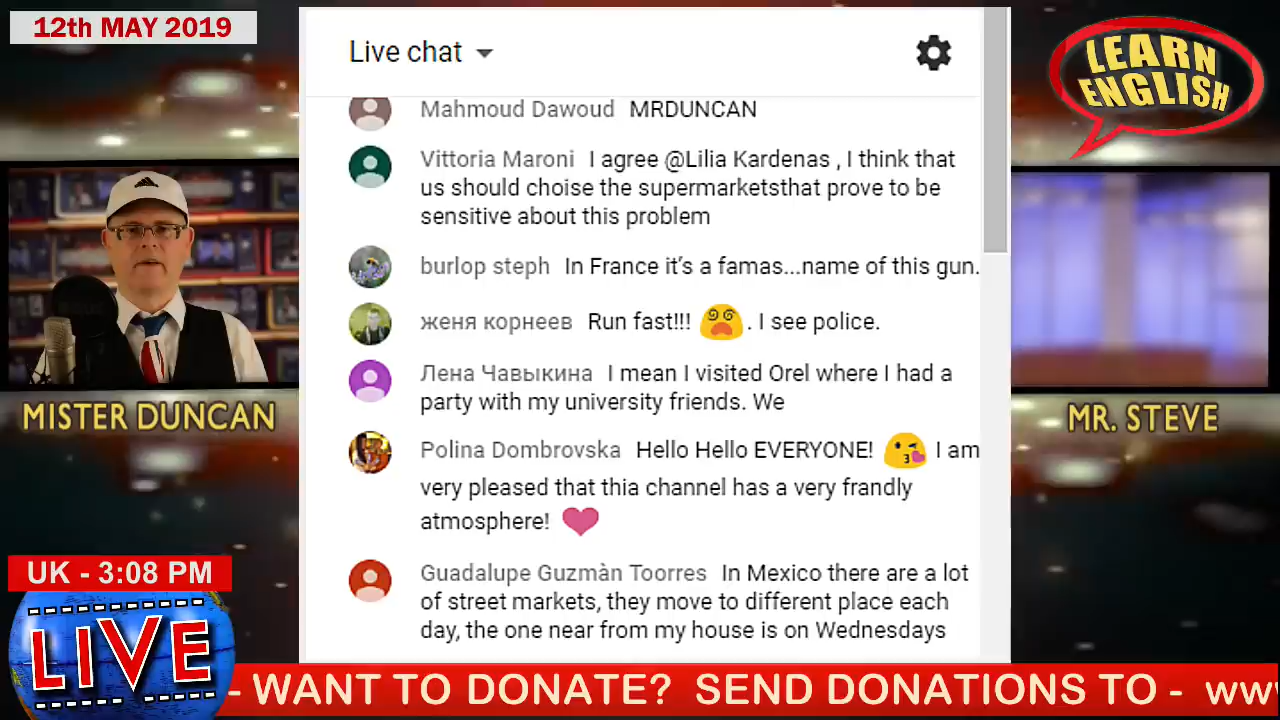 12th MAY 2019
LEARN
ENGLISH
Live chat
Mahmoud Dawoud MRDUNCAN
Vittoria Maroni I agree @Lilia Kardenas , I think that
us should choise the supermarketsthat prove to be
sensitive about this problem
burlop steph In France it's a famas...name of this gun.
женя корнеев Run fast!!! . I see police.
Лена Чавыкина I mean I visited Orel where I had a
party with my university friends. We
Polina Dombrovska Hello Hello EVERYONE! I am
very pleased that thia channel has a very frandly
atmosphere!
Guadalupe Guzmàn Toorres In Mexico there are a lot
of street markets, they move to different place each
day, the one near from my house is on Wednesdays
MISTER DUNCAN
MR. STEVE
UK - 3:08 PM
LIVE
- WANT TO DONATE? SEND DONATIONS TO - www